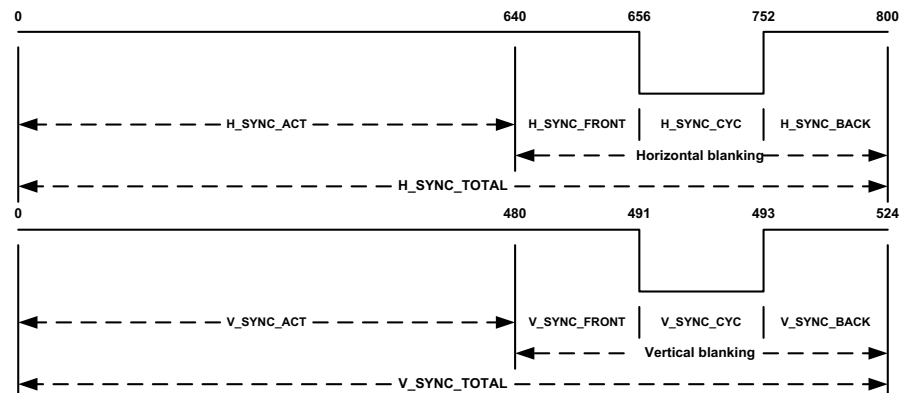 0 640 656 752 800
H_SYNC_ACT H_SYNC_FRONT H_SYNC_CYC H_SYNC_BACK
Horizontal blanking
H_SYNC_TOTAL
0 480 491 493 524
V_SYNC_ACT V_SYNC_FRONT V_SYNC_CYC V_SYNC_BACK
Vertical blanking
V_SYNC_TOTAL